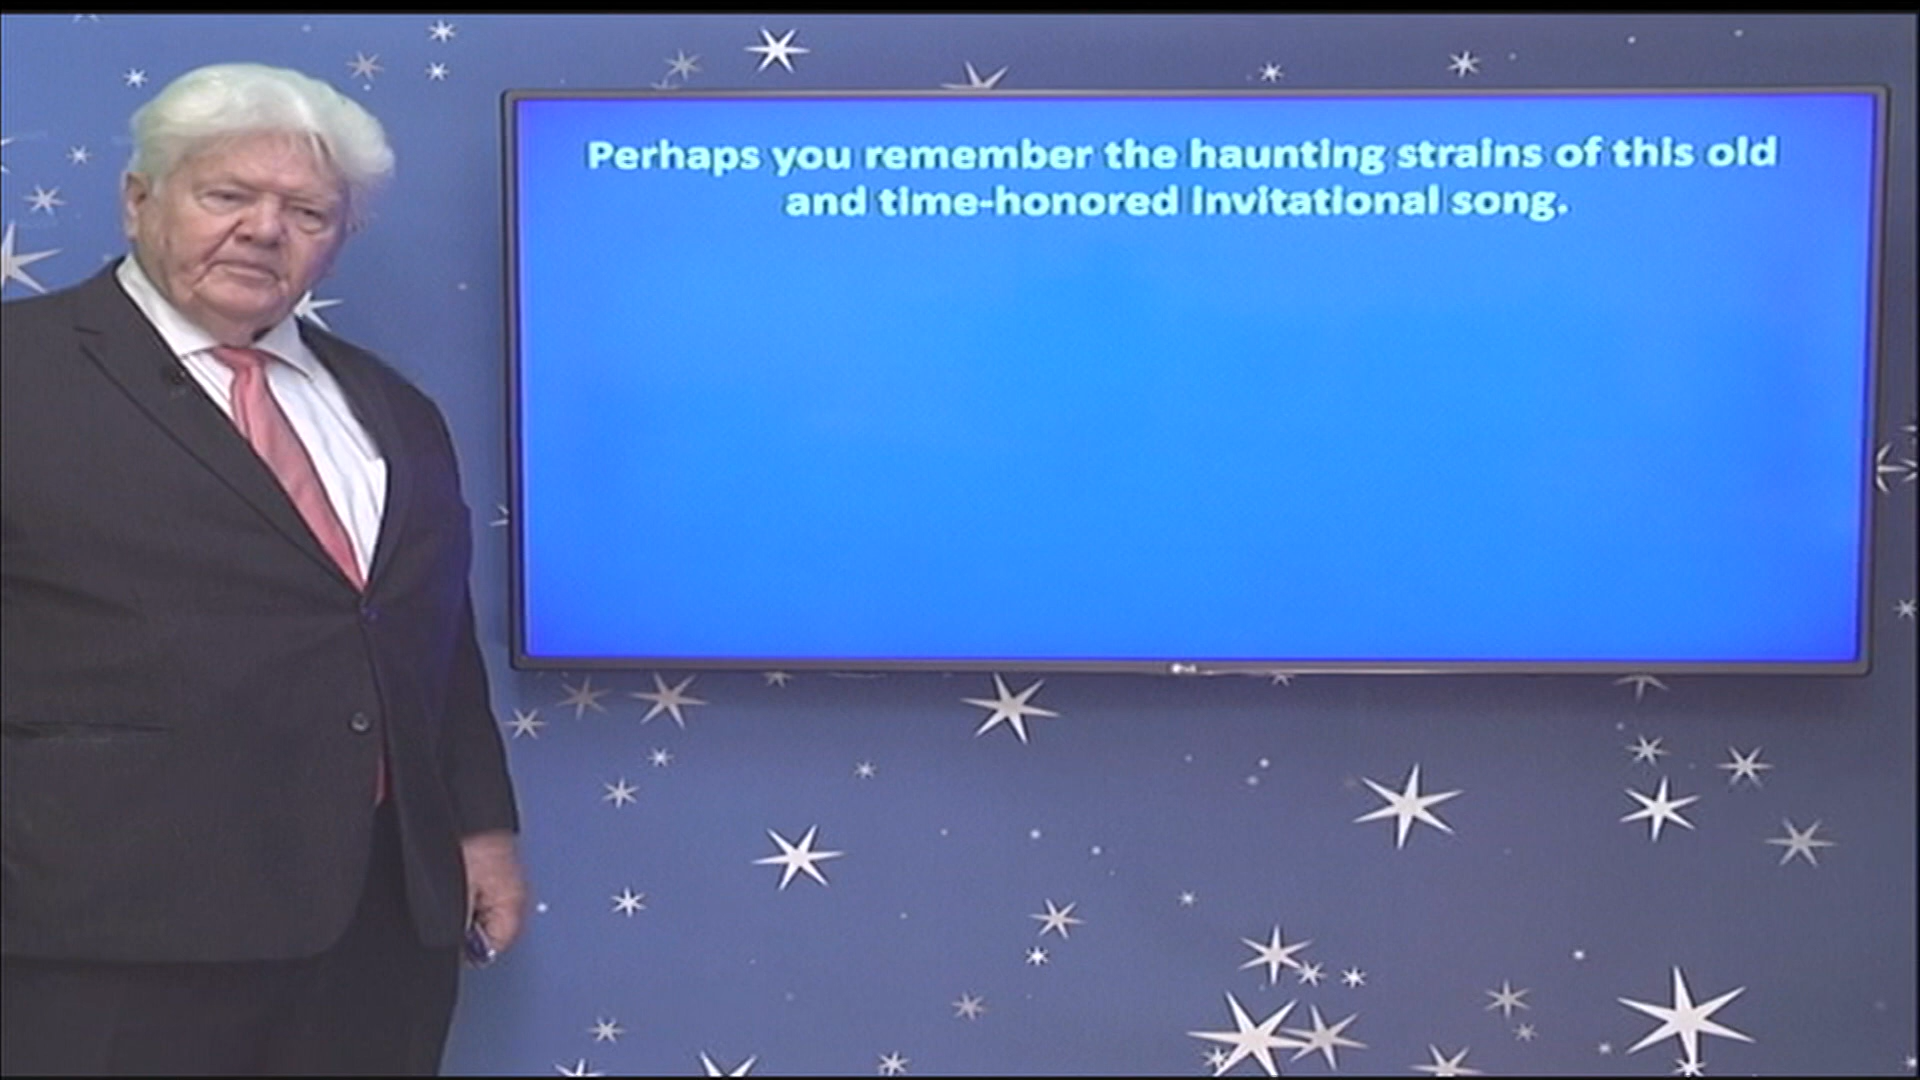 Perhaps you remember the haunting strains of this old
and time-honored invitational song.